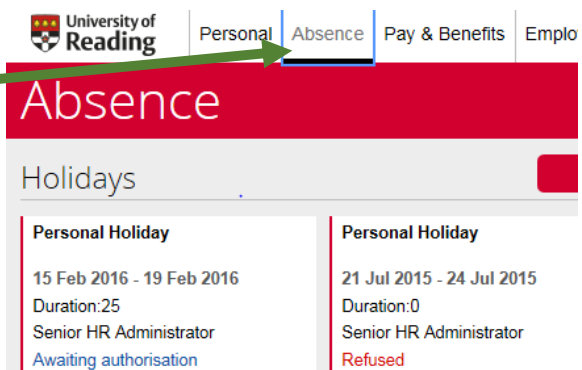 University of
Reading
Personal Absence Pay & Benefits Emplo
Absence
Holidays
Personal Holiday
15 Feb 2016 - 19 Feb 2016
Duration:25
Senior HR Administrator
Awaiting authorisation
Personal Holiday
21 Jul 2015 - 24 Jul 2015
Duration:0
Senior HR Administrator
Refused